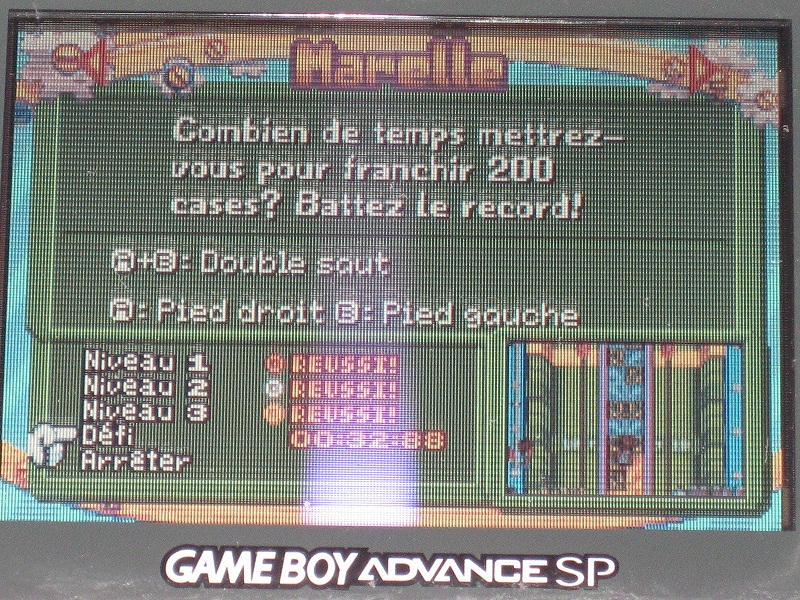 Marelle
Combien de temps mettrez-
vous pour franchir 200
cases? Battez le record!
A+B: Double saut
A: Pied droit B: Pied gauche
Niveau 1 REUSSI!
Niveau 2 REUSSI!
Niveau 3 REUSSI!
Défi 00:32:88
Arrêter
GAME BOY ADVANCE SP